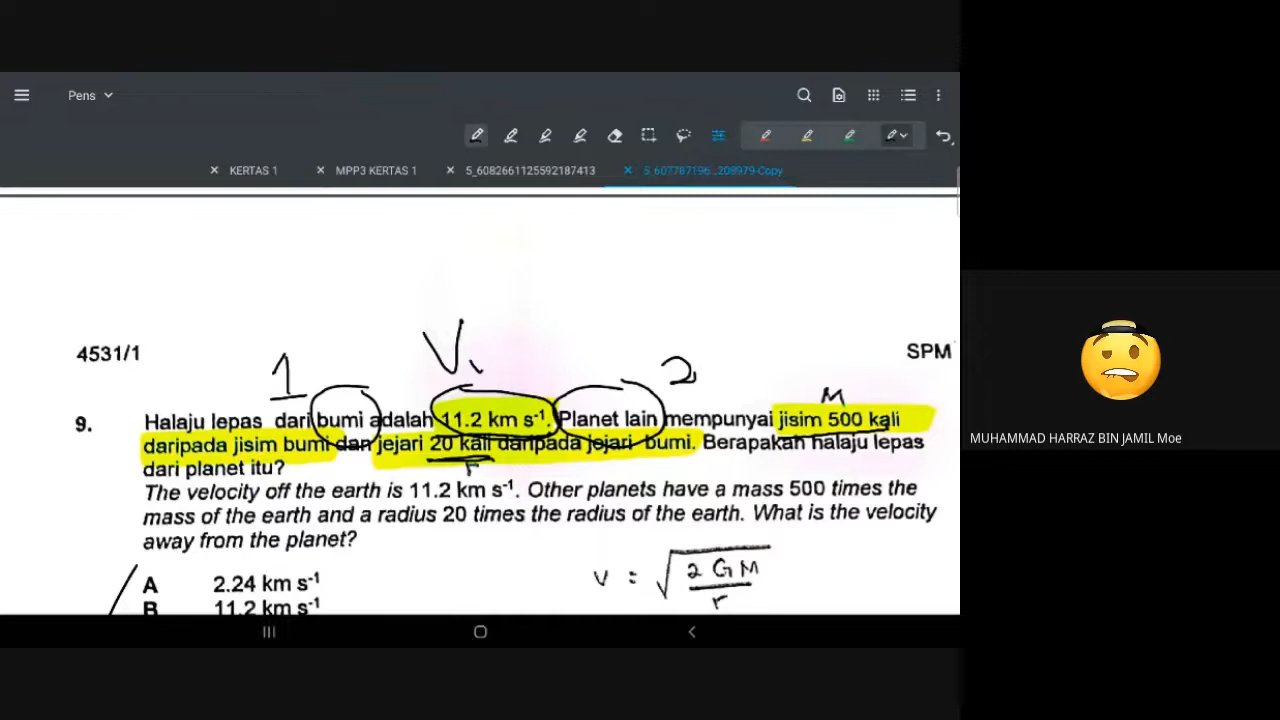 Pens
KERTAS 1
MPP3 KERTAS 1
5_6082661125592187413
5_607787196..208979-Copy
4531/1
SPM
1
V₁
2
M
9. Halaju lepas dari bumi adalah 11.2 km s⁻¹. Planet lain mempunyai jisim 500 kali
daripada jisim bumi dan jejari 20 kali daripada jejari bumi. Berapakah halaju lepas
r
dari planet itu?
The velocity off the earth is 11.2 km s⁻¹. Other planets have a mass 500 times the
mass of the earth and a radius 20 times the radius of the earth. What is the velocity
away from the planet?
A 2.24 km s⁻¹
B 11.2 km s⁻¹
v = √(2GM/r)
MUHAMMAD HARRAZ BIN JAMIL Moe